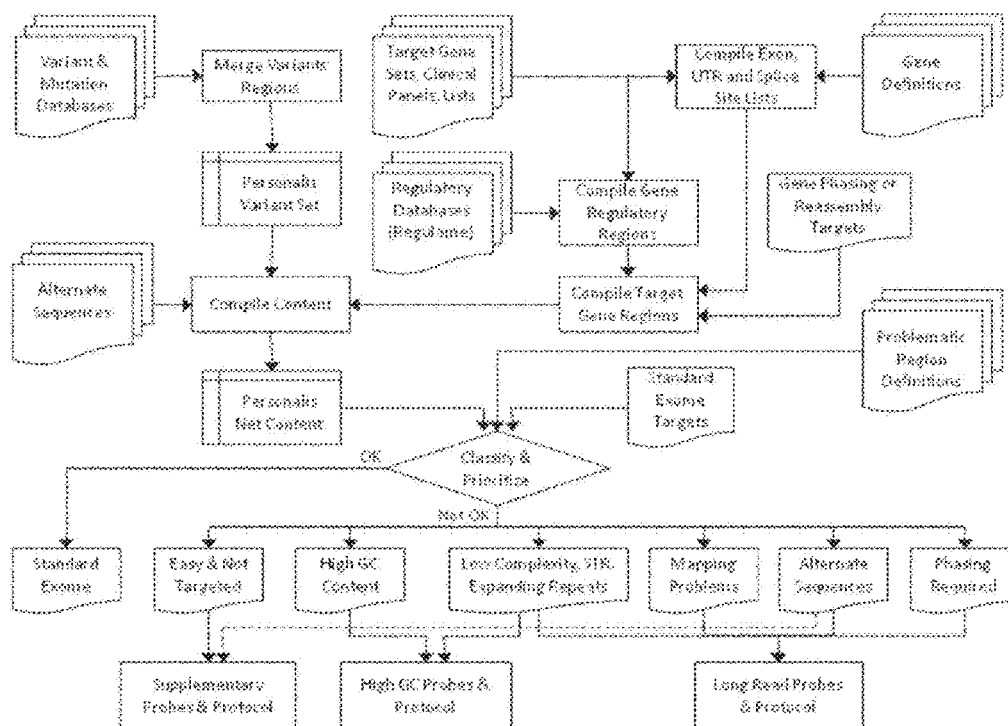 Variant &
Mutation
Databases
Merge Variants'
Regions
Target Gene
Sets, Clinical
Panels, Lists
Compile Exon,
UTR and Splice
Site Lists
Gene
Definitions
Personalis
Variant Set
Regulatory
Databases
(Regulome)
Compile Gene
Regulatory
Regions
Gene Phasing or
Reassembly
Targets
Alternate
Sequences
Compile Content
Compile Target
Gene Regions
Problematic
Region
Definitions
Personalis
Net Content
Standard
Exome
Targets
OK
Classify &
Prioritize
Not OK
Standard
Exome
Easy & Not
Targeted
High GC
Content
Low Complexity, STR,
Expanding Repeats
Mapping
Problems
Alternate
Sequences
Phasing
Required
Supplementary
Probes & Protocol
High GC Probes &
Protocol
Long Read Probes
& Protocol